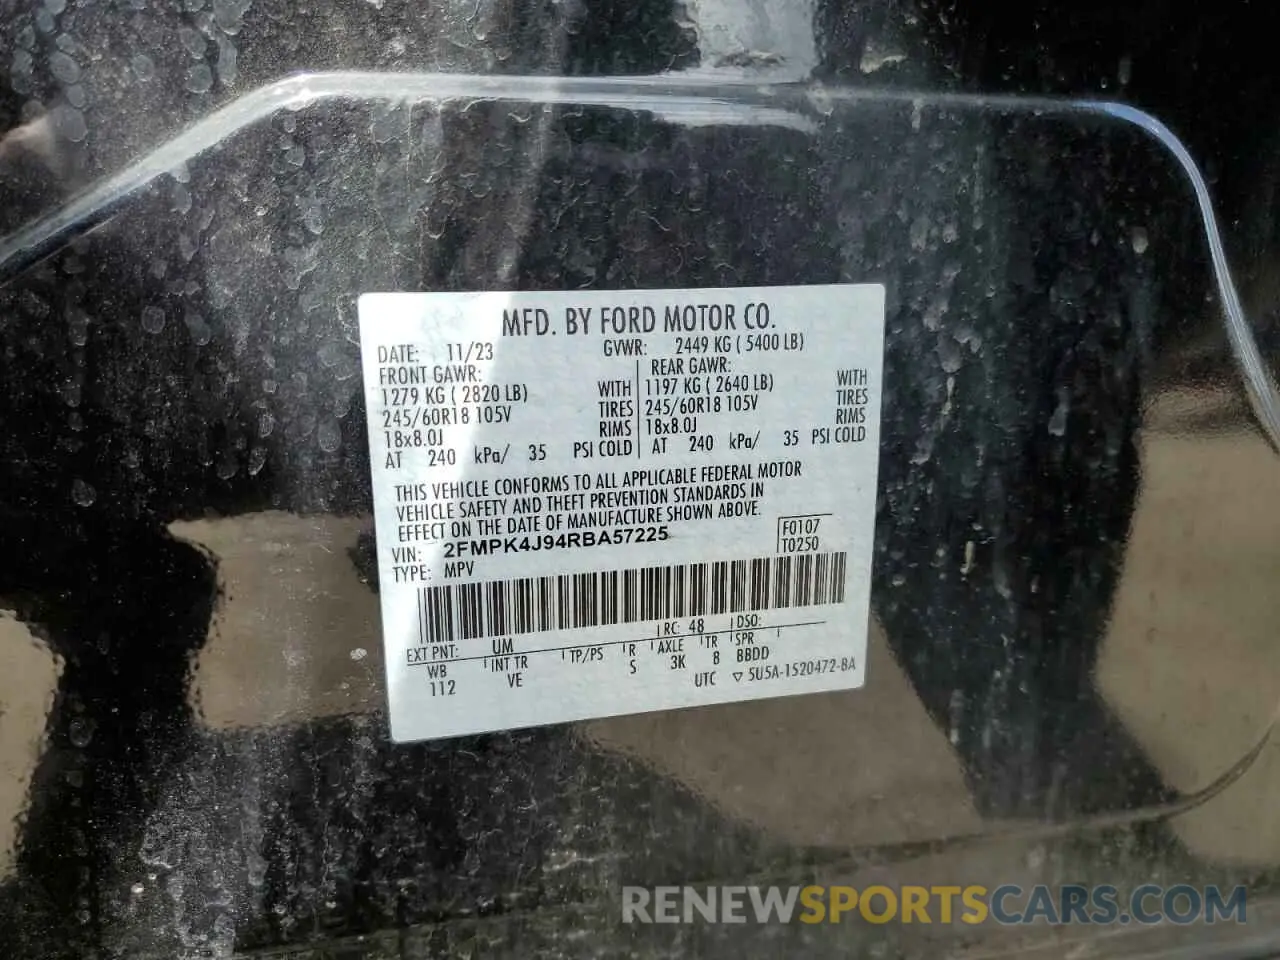 MFD. BY FORD MOTOR CO.
DATE: 11/23 GVWR: 2449 KG ( 5400 LB)
FRONT GAWR: REAR GAWR:
1279 KG ( 2820 LB) WITH 1197 KG ( 2640 LB) WITH
245/60R18 105V TIRES 245/60R18 105V TIRES
18x8.0J RIMS 18x8.0J RIMS
AT 240 kPa/ 35 PSI COLD AT 240 kPa/ 35 PSI COLD
THIS VEHICLE CONFORMS TO ALL APPLICABLE FEDERAL MOTOR
VEHICLE SAFETY AND THEFT PREVENTION STANDARDS IN
EFFECT ON THE DATE OF MANUFACTURE SHOWN ABOVE.
VIN: 2FMPK4J94RBA57225 F0107
TYPE: MPV T0250
EXT PNT: UM RC: 48 DSO:
WB INT TR TP/PS R AXLE TR SPR
112 VE S 3K 8 BBDD
UTC ▽ 5U5A-1520472-BA
RENEWSPORTSCARS.COM